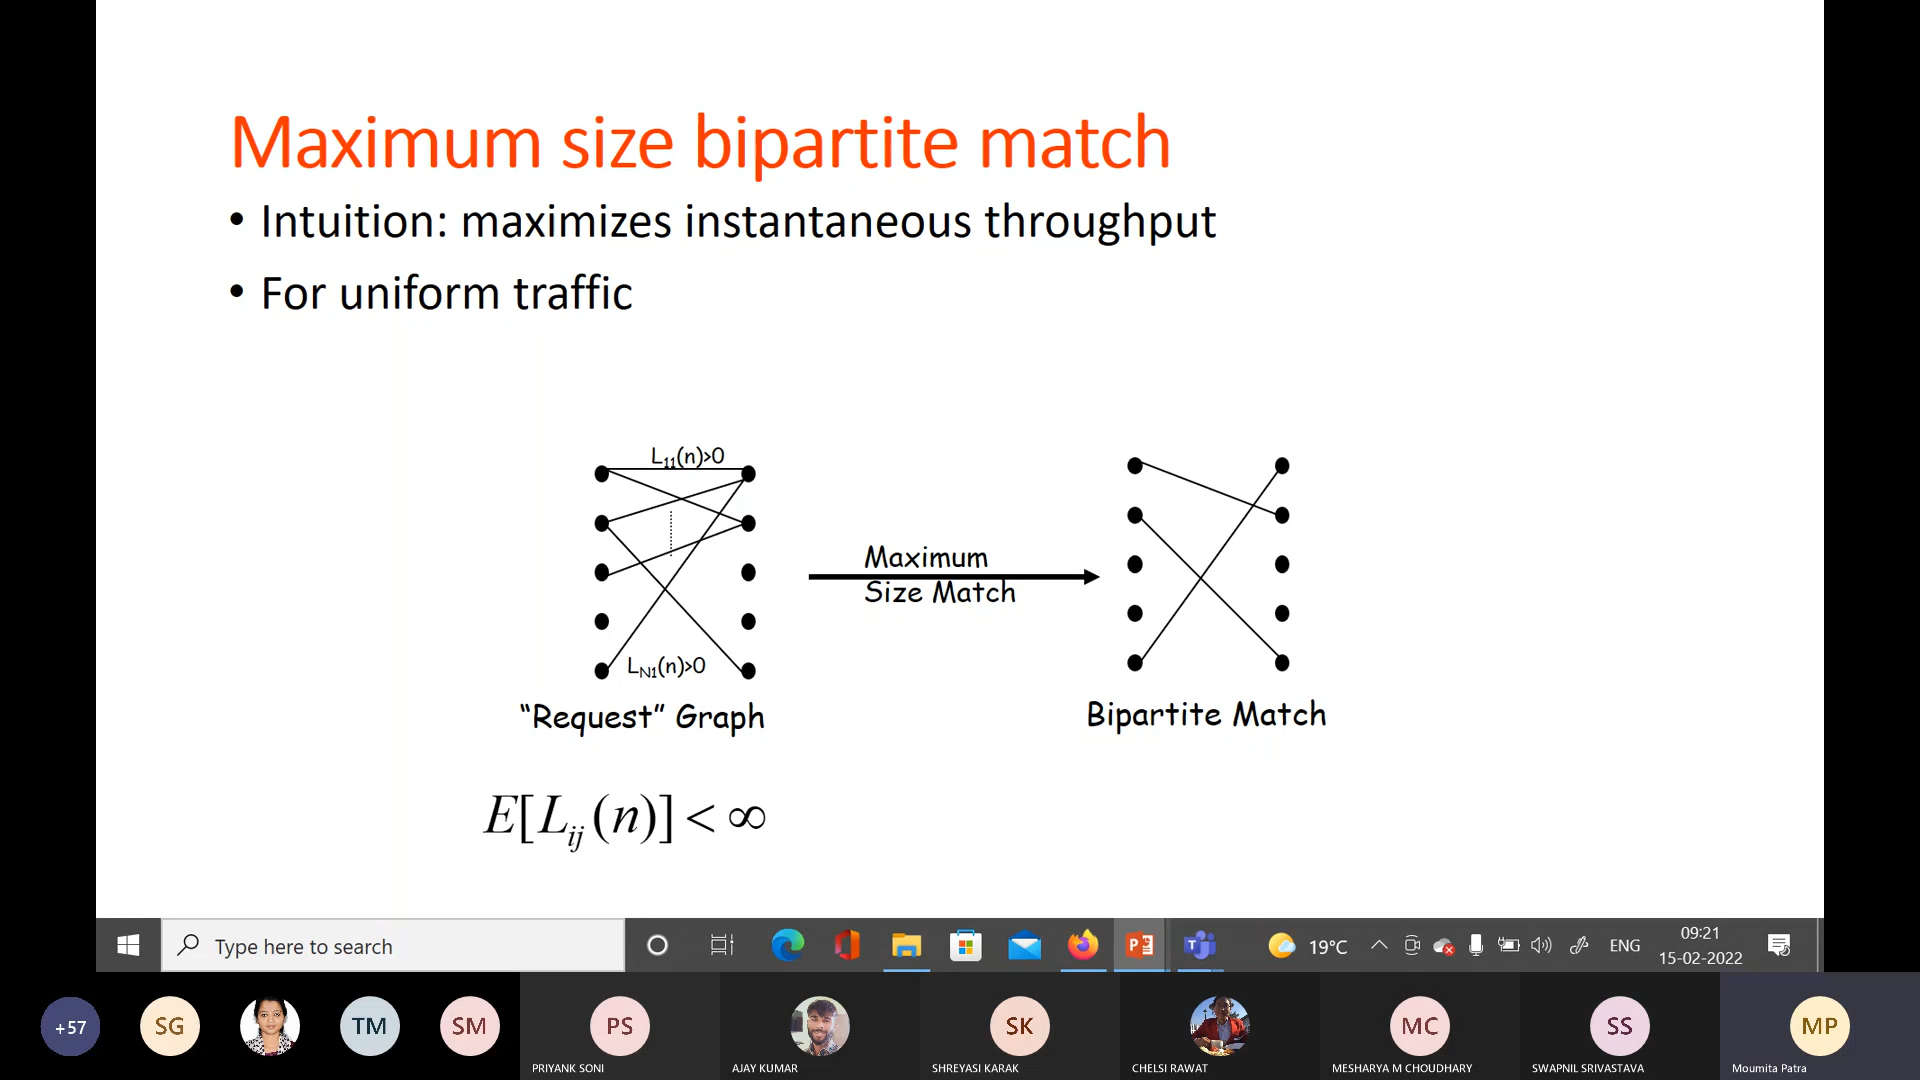 Maximum size bipartite match
• Intuition: maximizes instantaneous throughput
• For uniform traffic
L11(n)>0
Maximum
Size Match
LN1(n)>0
“Request” Graph
Bipartite Match
E[Lij(n)] < ∞
Type here to search
19°C
ENG
09:21
15-02-2022
+57
SG
TM
SM
PS
SK
MC
SS
MP
PRIYANK SONI
AJAY KUMAR
SHREYASI KARAK
CHELSI RAWAT
MESHARYA M CHOUDHARY
SWAPNIL SRIVASTAVA
Moumita Patra